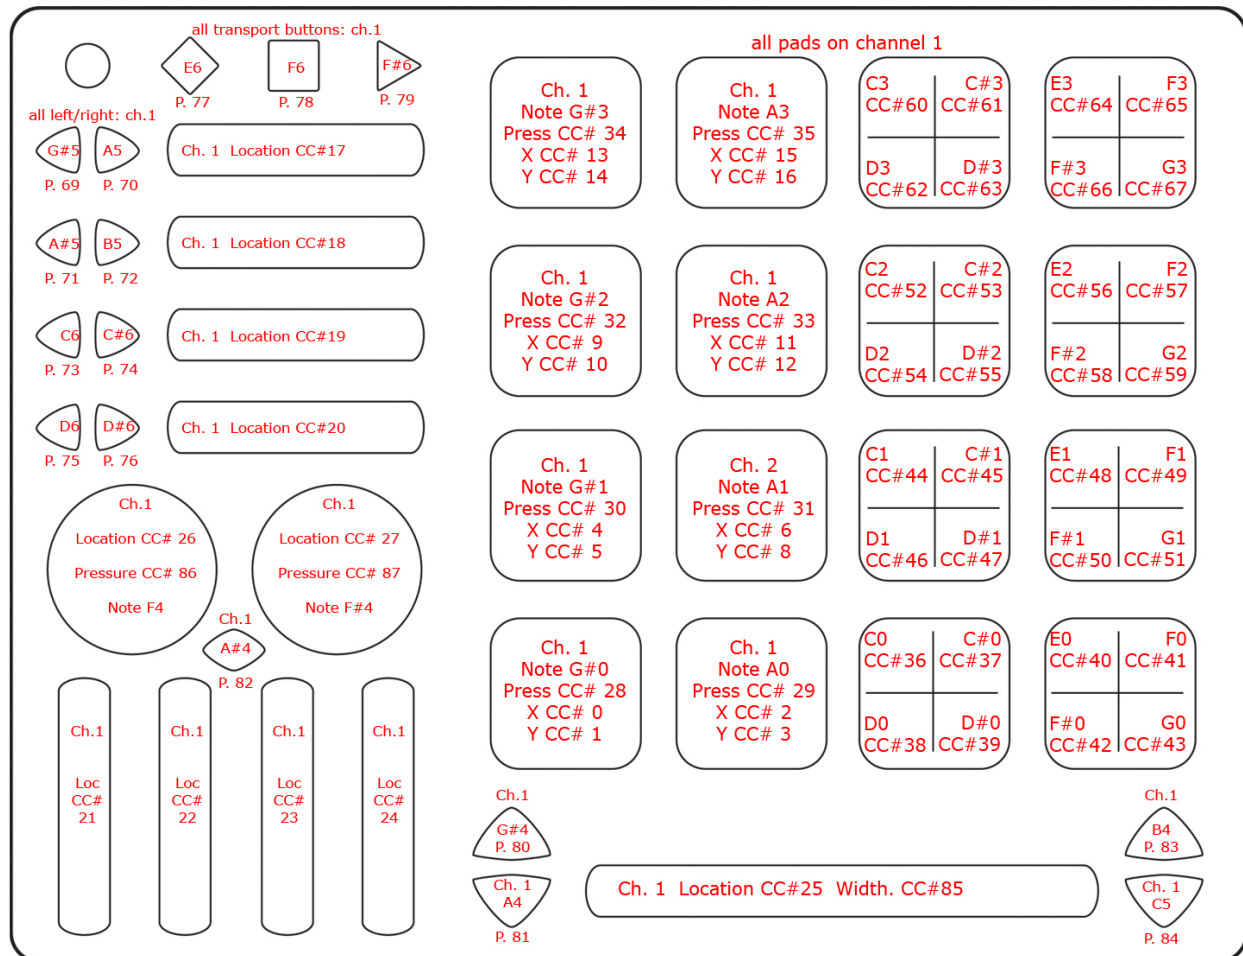 all transport buttons: ch.1
E6
F6
F#6
P. 77
P. 78
P. 79
all left/right: ch.1
G#5
A5
P. 69
P. 70
Ch. 1  Location CC#17
A#5
B5
P. 71
P. 72
Ch. 1  Location CC#18
C6
C#6
P. 73
P. 74
Ch. 1  Location CC#19
D6
D#6
P. 75
P. 76
Ch. 1  Location CC#20
Ch.1
Location CC# 26
Pressure CC# 86
Note F4
Ch.1
Location CC# 27
Pressure CC# 87
Note F#4
Ch.1
A#4
P. 82
Ch.1
Loc
CC#
21
Ch.1
Loc
CC#
22
Ch.1
Loc
CC#
23
Ch.1
Loc
CC#
24
all pads on channel 1
Ch. 1
Note G#3
Press CC# 34
X CC# 13
Y CC# 14
Ch. 1
Note A3
Press CC# 35
X CC# 15
Y CC# 16
C3
CC#60
C#3
CC#61
D3
CC#62
D#3
CC#63
E3
CC#64
F3
CC#65
F#3
CC#66
G3
CC#67
Ch. 1
Note G#2
Press CC# 32
X CC# 9
Y CC# 10
Ch. 1
Note A2
Press CC# 33
X CC# 11
Y CC# 12
C2
CC#52
C#2
CC#53
D2
CC#54
D#2
CC#55
E2
CC#56
F2
CC#57
F#2
CC#58
G2
CC#59
Ch. 1
Note G#1
Press CC# 30
X CC# 4
Y CC# 5
Ch. 2
Note A1
Press CC# 31
X CC# 6
Y CC# 8
C1
CC#44
C#1
CC#45
D1
CC#46
D#1
CC#47
E1
CC#48
F1
CC#49
F#1
CC#50
G1
CC#51
Ch. 1
Note G#0
Press CC# 28
X CC# 0
Y CC# 1
Ch. 1
Note A0
Press CC# 29
X CC# 2
Y CC# 3
C0
CC#36
C#0
CC#37
D0
CC#38
D#0
CC#39
E0
CC#40
F0
CC#41
F#0
CC#42
G0
CC#43
Ch.1
G#4
P. 80
Ch. 1
A4
P. 81
Ch. 1  Location CC#25  Width. CC#85
Ch.1
B4
P. 83
Ch. 1
C5
P. 84